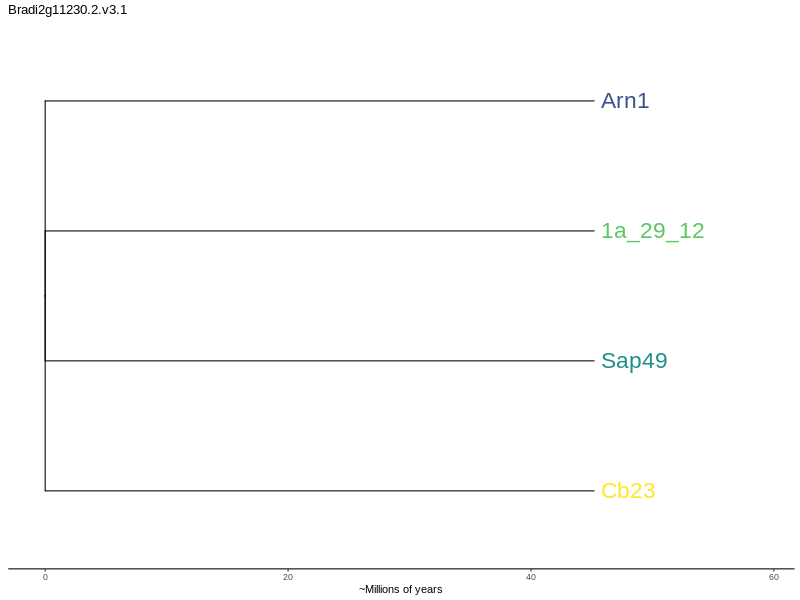 Bradi2g11230.2.v3.1
Arn1
1a_29_12
Sap49
Cb23
0 20 40 60
~Millions of years